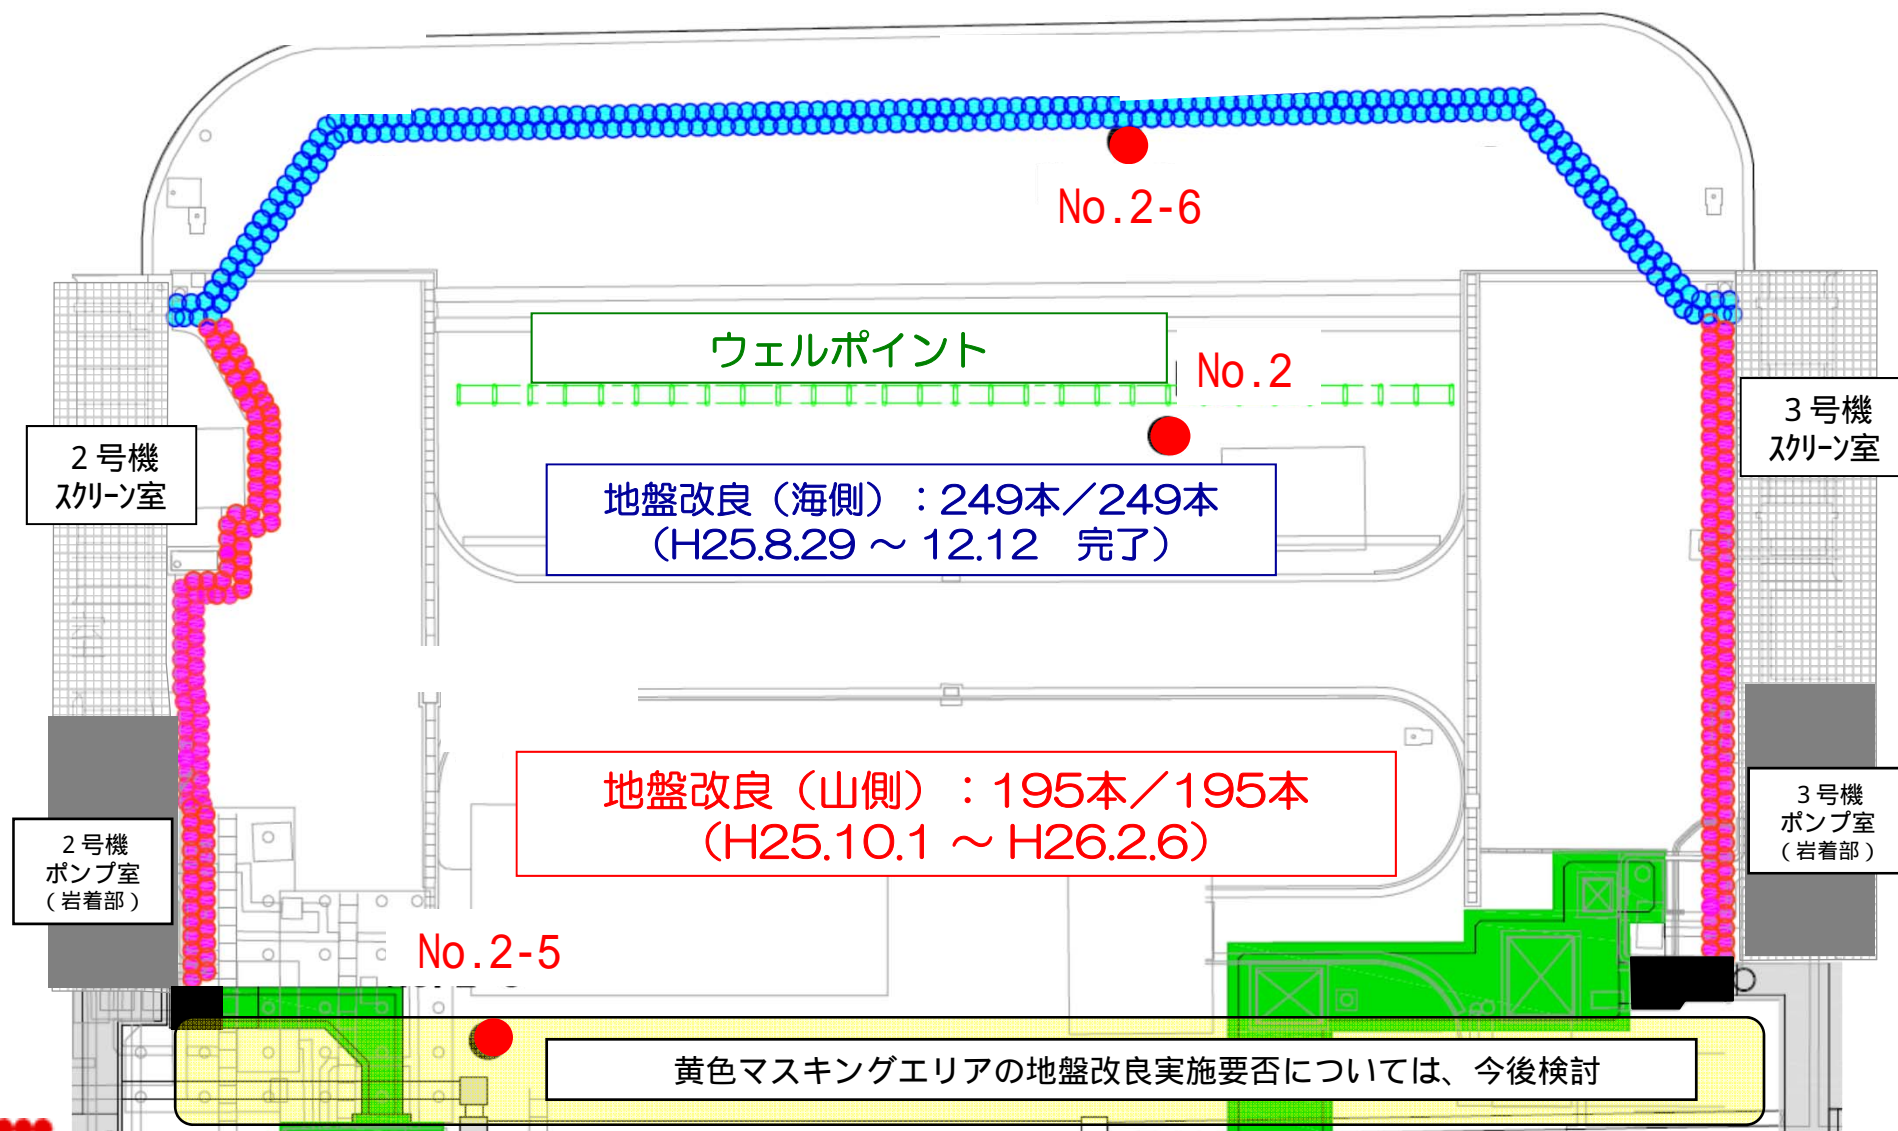 No.2-6
ウェルポイント
No.2
2号機
スクリーン室
3号機
スクリーン室
地盤改良（海側）：249本／249本
（H25.8.29 ～ 12.12　完了）
地盤改良（山側）：195本／195本
（H25.10.1 ～ H26.2.6）
2号機
ポンプ室
（岩着部）
3号機
ポンプ室
（岩着部）
No.2-5
黄色マスキングエリアの地盤改良実施要否については、今後検討